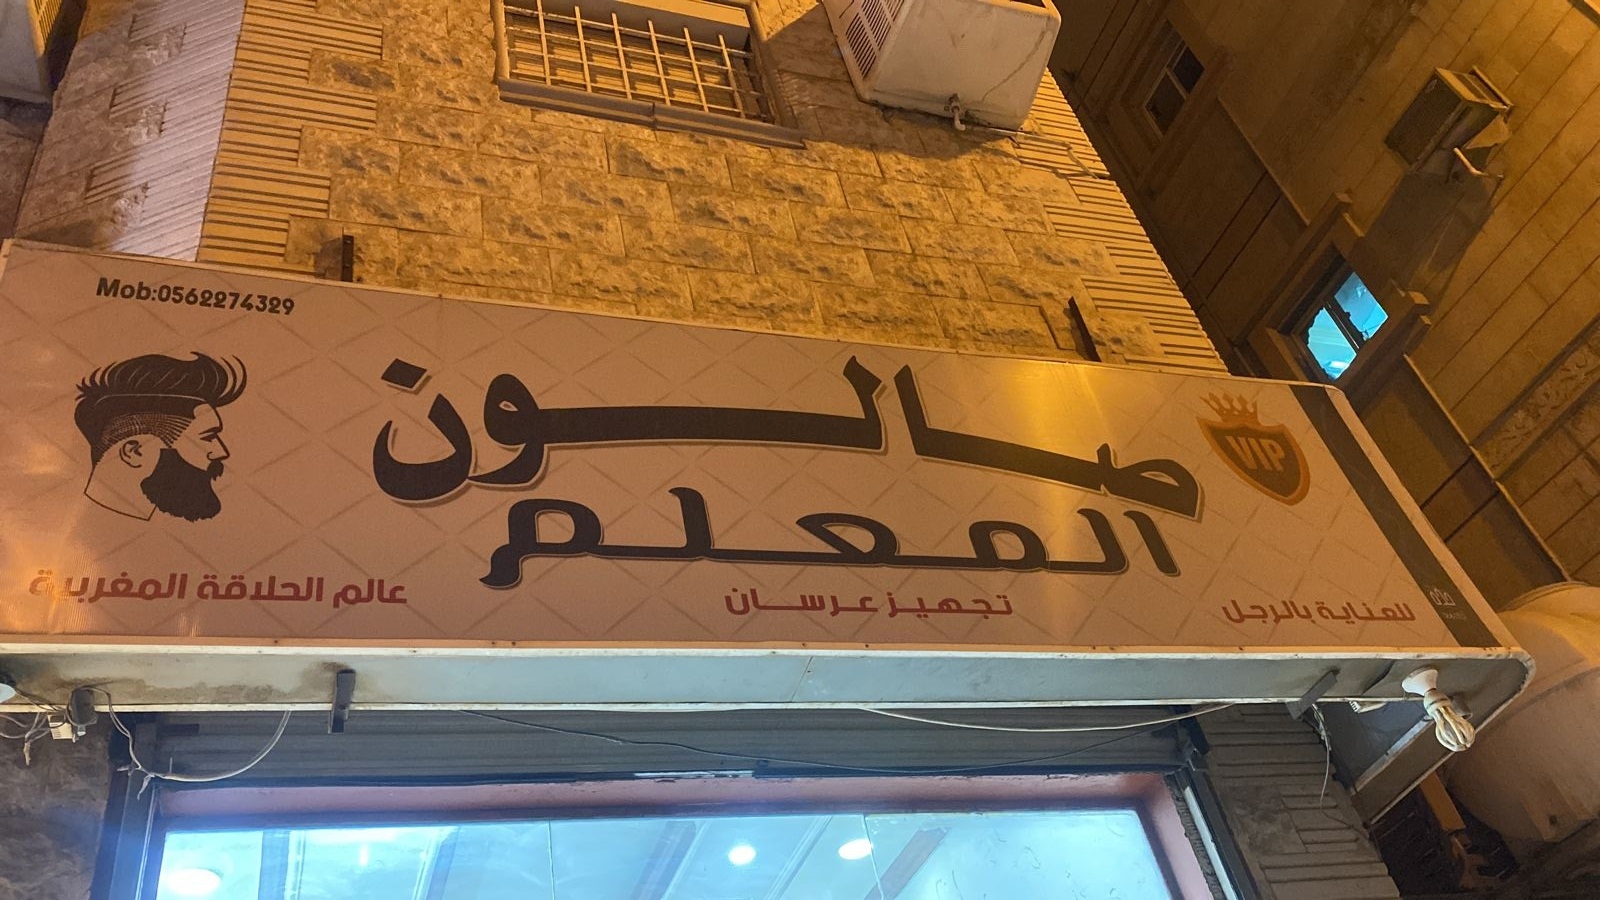 Mob:0562274329
صالون
VIP
المعلم
للعناية بالرجل
تجهيز عرسان
عالم الحلاقة المغربية